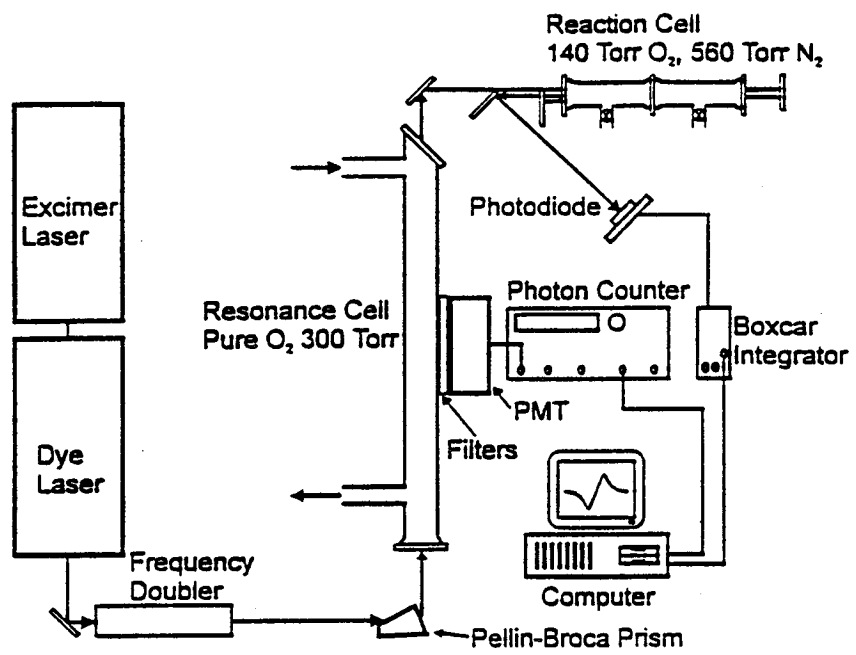 Reaction Cell
140 Torr O₂, 560 Torr N₂
Excimer
Laser
Photodiode
Resonance Cell
Pure O₂ 300 Torr
Photon Counter
Boxcar
Integrator
PMT
Filters
Dye
Laser
Frequency
Doubler
Computer
Pellin-Broca Prism